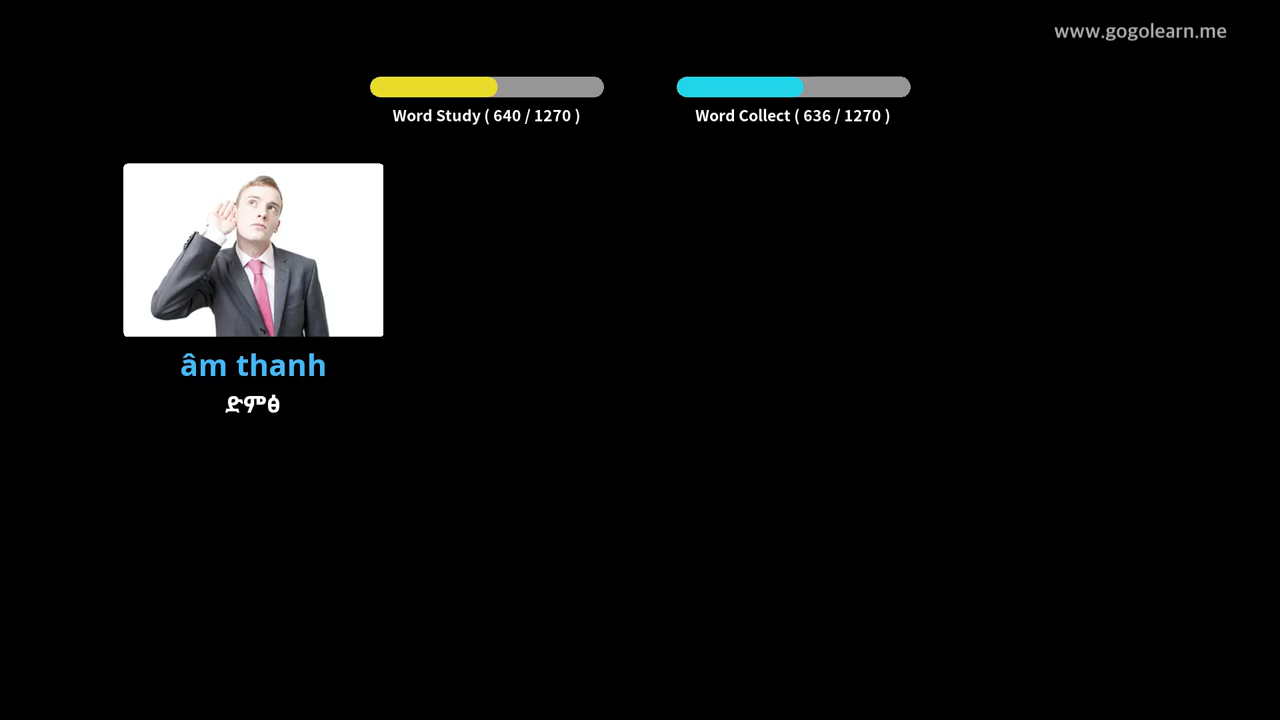 www.gogolearn.me
Word Study ( 640 / 1270 )
Word Collect ( 636 / 1270 )
âm thanh
ድምፅ